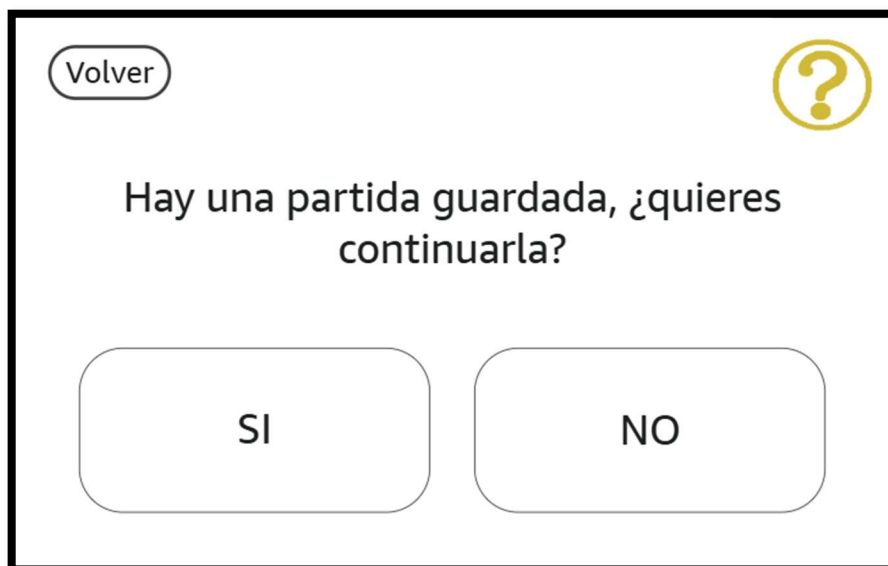 Volver
?
Hay una partida guardada, ¿quieres
continuarla?
SI
NO